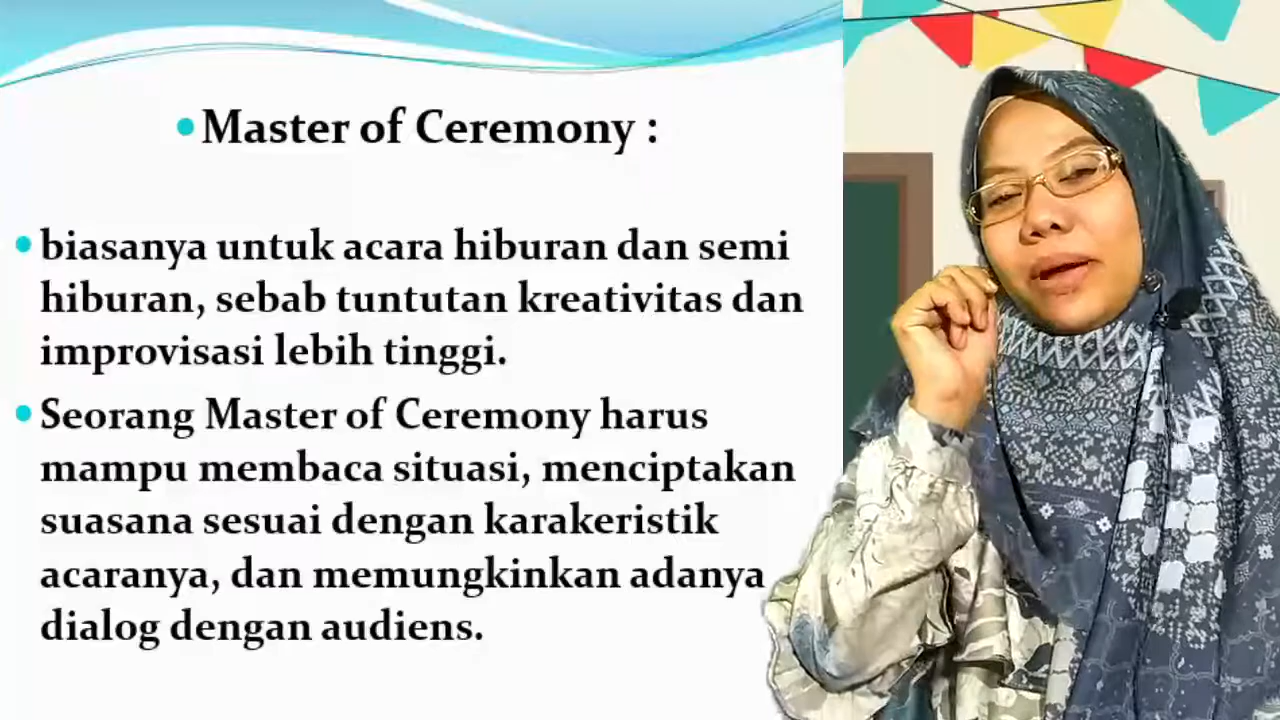 Master of Ceremony :
biasanya untuk acara hiburan dan semi
hiburan, sebab tuntutan kreativitas dan
improvisasi lebih tinggi.
Seorang Master of Ceremony harus
mampu membaca situasi, menciptakan
suasana sesuai dengan karakeristik
acaranya, dan memungkinkan adanya
dialog dengan audiens.